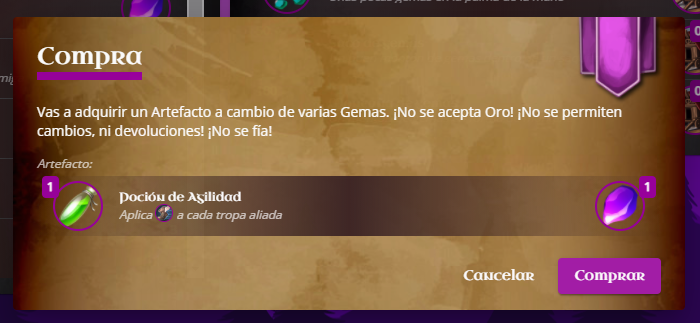 Unas pocas gemas en la palma de la mano
Compra
Vas a adquirir un Artefacto a cambio de varias Gemas. ¡No se acepta Oro! ¡No se permiten
cambios, ni devoluciones! ¡No se fía!
Artefacto:
1
Poción de Agilidad
1
Aplica a cada tropa aliada
Cancelar
Comprar